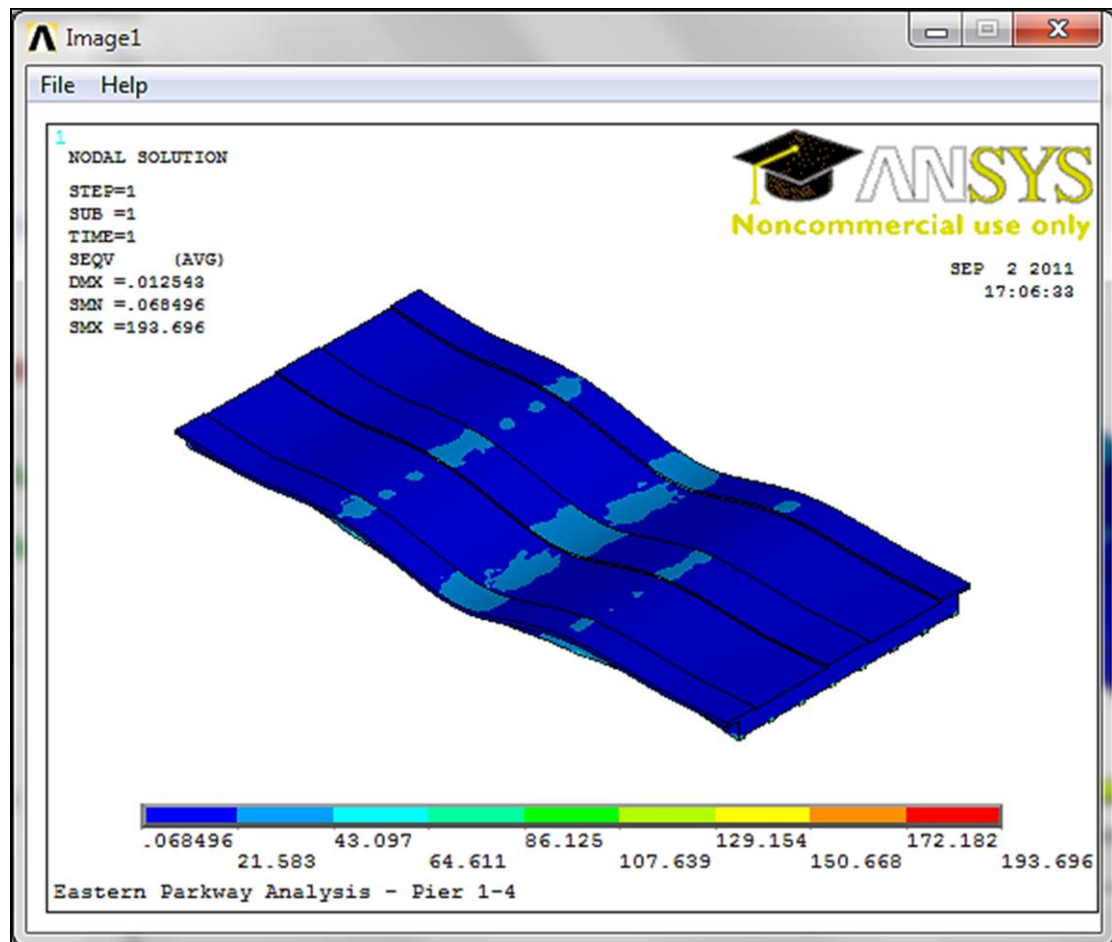 Image1
File Help
1
NODAL SOLUTION
STEP=1
SUB =1
TIME=1
SEQV (AVG)
DMX =.012543
SMN =.068496
SMX =193.696
ANSYS
Noncommercial use only
SEP 2 2011
17:06:33
.068496 43.097 86.125 129.154 172.182
21.583 64.611 107.639 150.668 193.696
Eastern Parkway Analysis - Pier 1-4